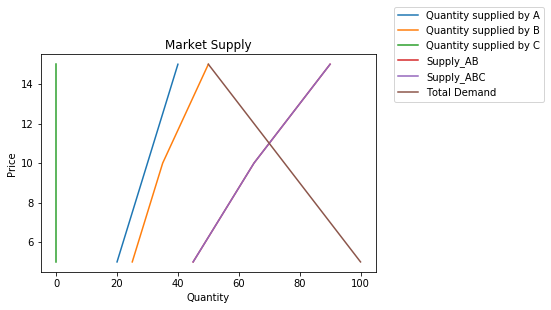 Quantity supplied by A
Quantity supplied by B
Quantity supplied by C
Supply_AB
Supply_ABC
Total Demand
Market Supply
Price
14
12
10
8
6
0 20 40 60 80 100
Quantity